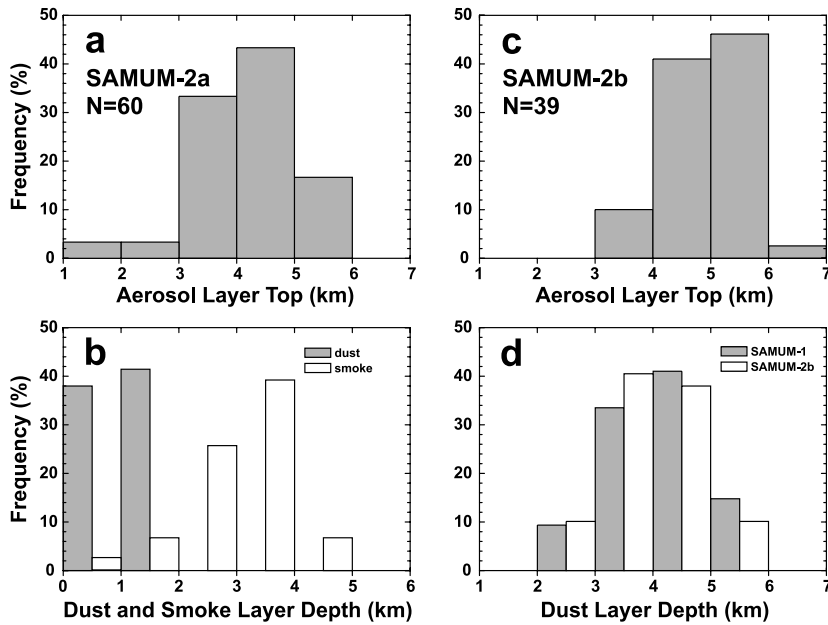 a
SAMUM-2a
N=60
50
40
30
20
10
0
Frequency (%)
1 2 3 4 5 6 7
Aerosol Layer Top (km)
c
SAMUM-2b
N=39
50
40
30
20
10
0
1 2 3 4 5 6 7
Aerosol Layer Top (km)
b
dust
smoke
50
40
30
20
10
0
Frequency (%)
0 1 2 3 4 5 6
Dust and Smoke Layer Depth (km)
d
SAMUM-1
SAMUM-2b
50
40
30
20
10
0
1 2 3 4 5 6 7
Dust Layer Depth (km)